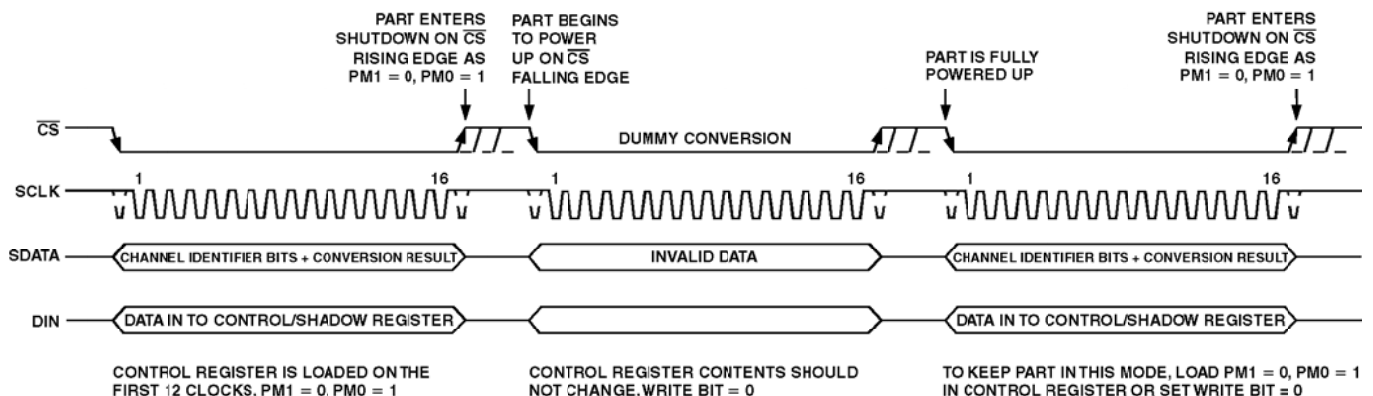 PART ENTERS
SHUTDOWN ON CS
RISING EDGE AS
PM1 = 0, PM0 = 1
PART BEGINS
TO POWER
UP ON CS
FALLING EDGE
PART IS FULLY
POWERED UP
PART ENTERS
SHUTDOWN ON CS
RISING EDGE AS
PM1 = 0, PM0 = 1
CS
DUMMY CONVERSION
SCLK
1 16 1 16 1 16
SDATA
CHANNEL IDENTIFIER BITS + CONVERSION RESULT
INVALID DATA
CHANNEL IDENTIFIER BITS + CONVERSION RESULT
DIN
DATA IN TO CONTROL/SHADOW REGISTER
DATA IN TO CONTROL/SHADOW REGISTER
CONTROL REGISTER IS LOADED ON THE
FIRST 12 CLOCKS, PM1 = 0, PM0 = 1
CONTROL REGISTER CONTENTS SHOULD
NOT CHANGE, WRITE BIT = 0
TO KEEP PART IN THIS MODE, LOAD PM1 = 0, PM0 = 1
IN CONTROL REGISTER OR SET WRITE BIT = 0